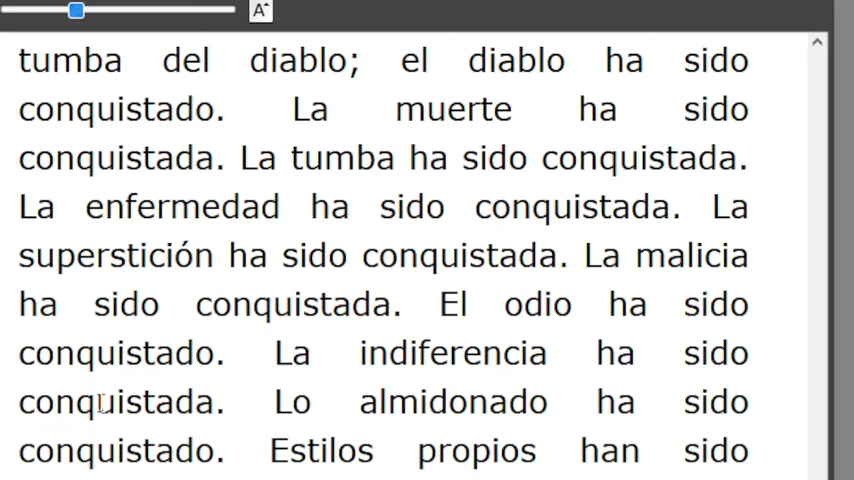 A
tumba del diablo; el diablo ha sido
conquistado. La muerte ha sido
conquistada. La tumba ha sido conquistada.
La enfermedad ha sido conquistada. La
superstición ha sido conquistada. La malicia
ha sido conquistada. El odio ha sido
conquistado. La indiferencia ha sido
conquistada. Lo almidonado ha sido
conquistado. Estilos propios han sido